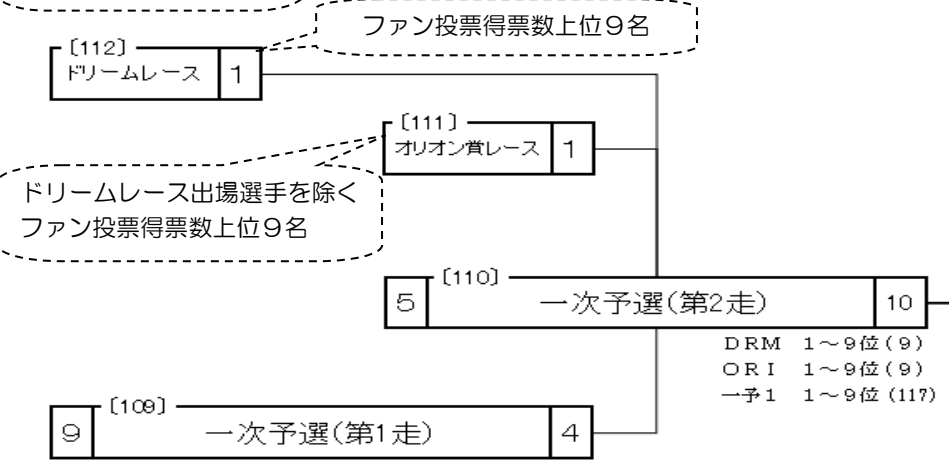 ファン投票得票数上位９名
〔112〕
ドリームレース 1
〔111〕
オリオン賞レース 1
ドリームレース出場選手を除く
ファン投票得票数上位９名
〔110〕
5 一次予選(第2走) 10
ＤＲＭ １～９位(９)
ＯＲＩ １～９位(９)
一予１ １～９位(117)
〔109〕
9 一次予選(第1走) 4